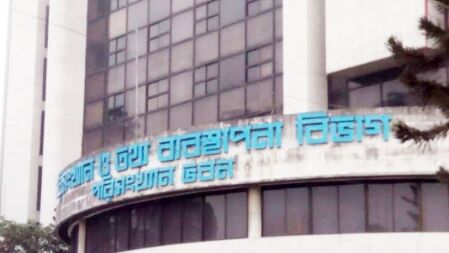 সংখ্যান ও তথ্য ব্যবস্থাপনা বিভাগ
পরিসংখ্যান ভবন